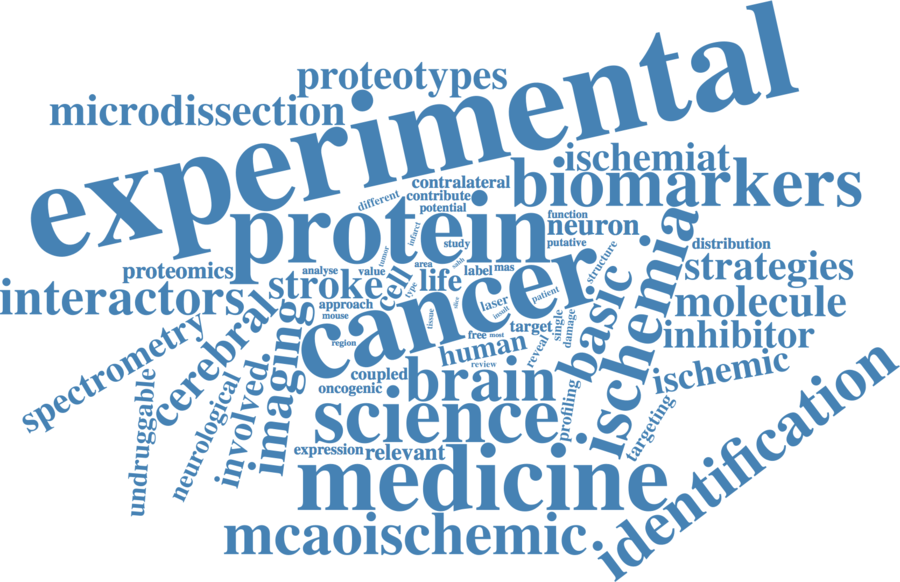 experimental
proteotypes
microdissection
ischemiat
biomarkers
contralateral
contribute
different
potential
protein
function
neuron
putative
infarct
study
tumor
distribution
proteomics
analyse
value
area
label
mas
structure
strategies
interactors
stroke
cell
type
life
approach
mouse
tissue
laser
insult
patient
cancer
basic
ischemia
molecule
cerebral
imaging
region
free
most
target
single
damage
inhibitor
spectrometry
human
review
reveal
ischemic
coupled
oncogenic
brain
profiling
targeting
undruggable
neurological
involved
science
expression
relevant
medicine
identification
mcaoischemic